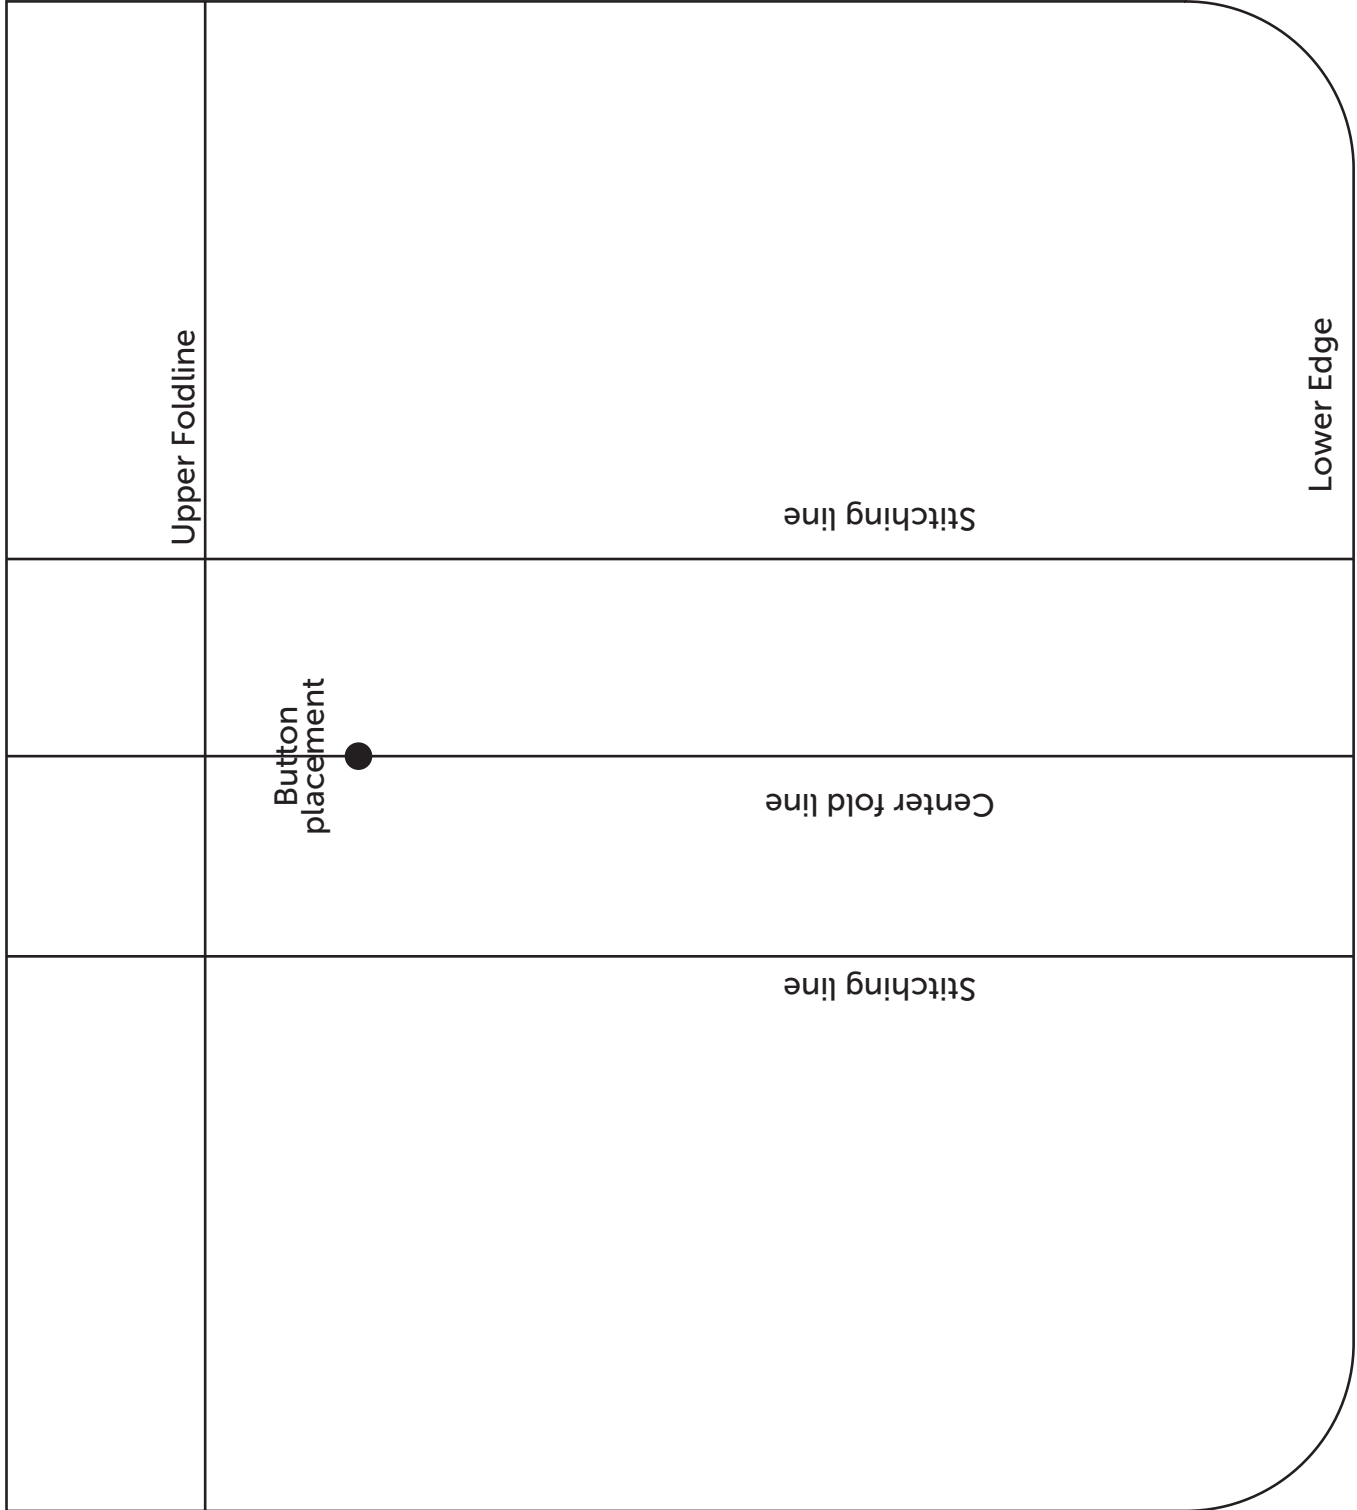 Upper Foldline
Lower Edge
Stitching line
Button
placement
Center fold line
Stitching line